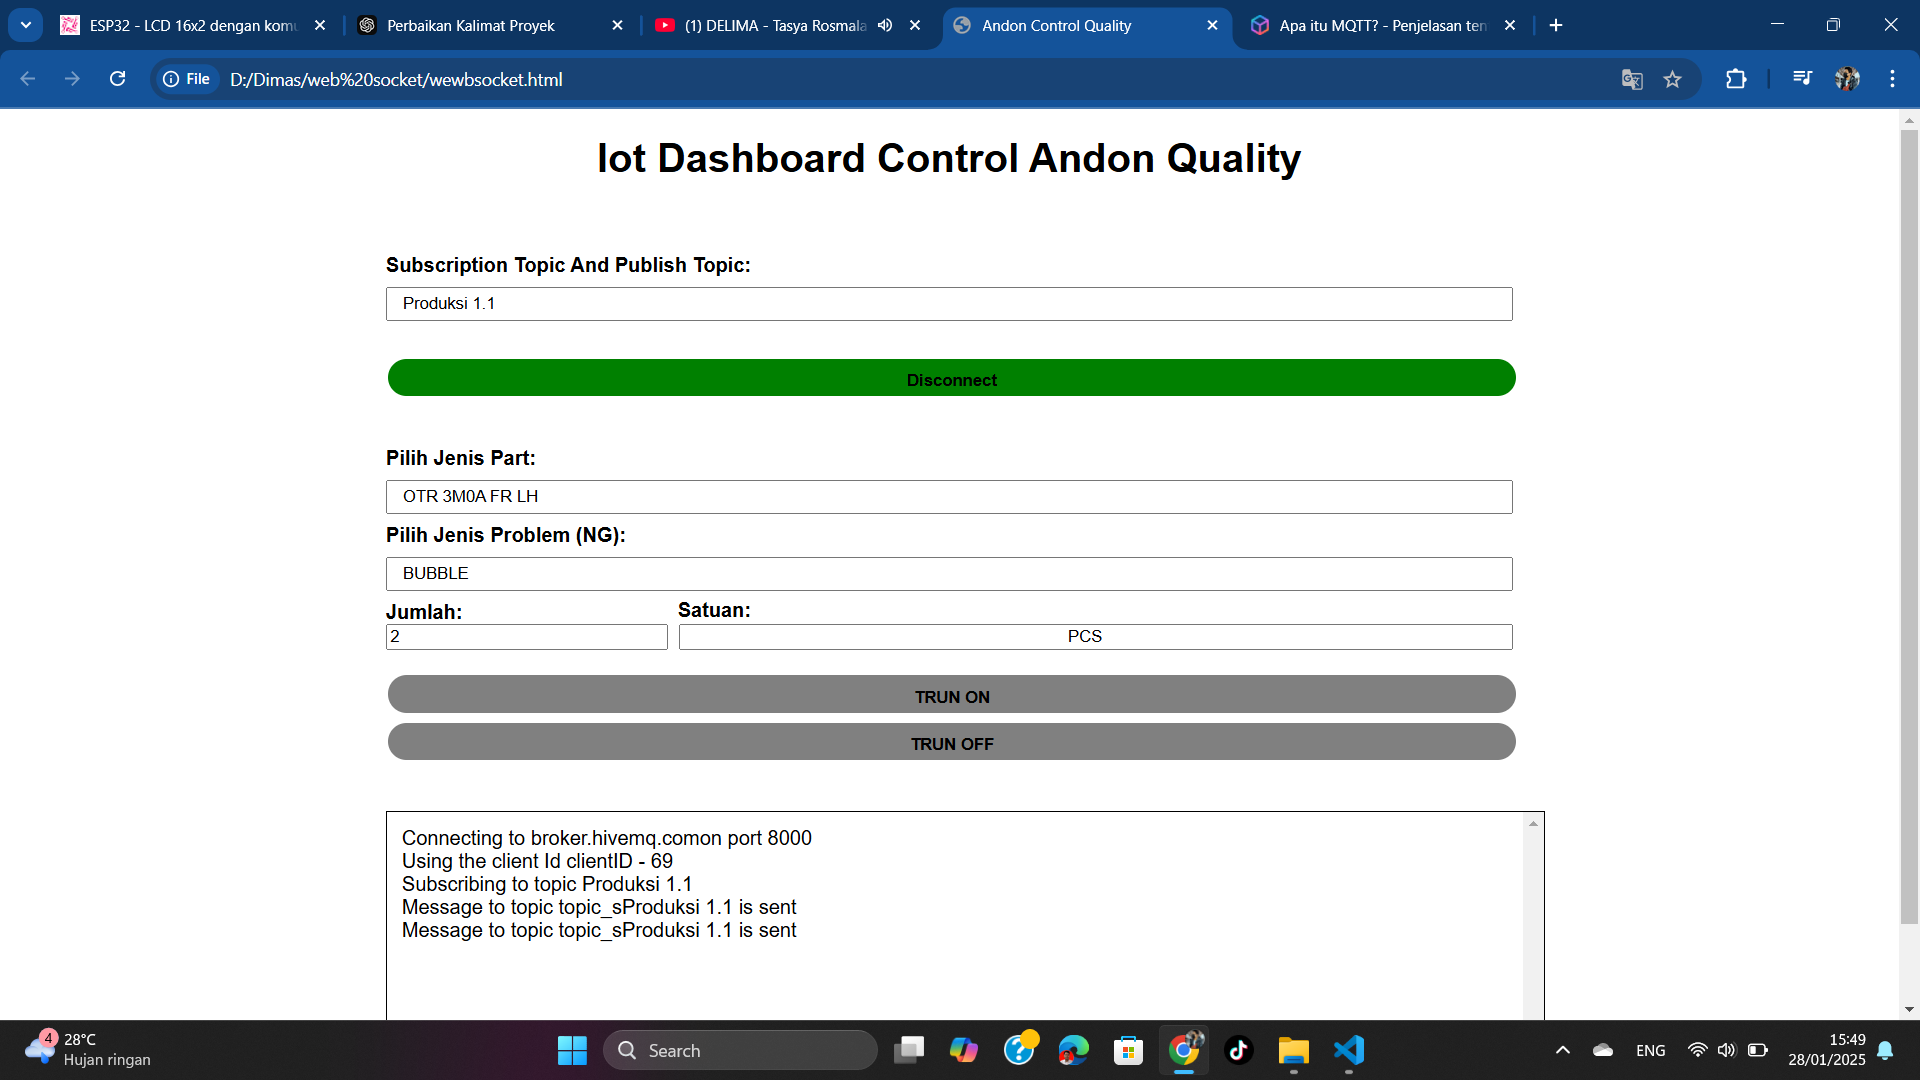 ESP32 - LCD 16x2 dengan komu
Perbaikan Kalimat Proyek
(1) DELIMA - Tasya Rosmala
Andon Control Quality
Apa itu MQTT? - Penjelasan ten
File
D:/Dimas/web%20socket/wewbsocket.html
Iot Dashboard Control Andon Quality
Subscription Topic And Publish Topic:
Produksi 1.1
Disconnect
Pilih Jenis Part:
OTR 3M0A FR LH
Pilih Jenis Problem (NG):
BUBBLE
Jumlah:
Satuan:
2
PCS
TRUN ON
TRUN OFF
Connecting to broker.hivemq.comon port 8000
Using the client Id clientID - 69
Subscribing to topic Produksi 1.1
Message to topic topic_sProduksi 1.1 is sent
Message to topic topic_sProduksi 1.1 is sent
4
28°C
Hujan ringan
Search
ENG
15:49
28/01/2025